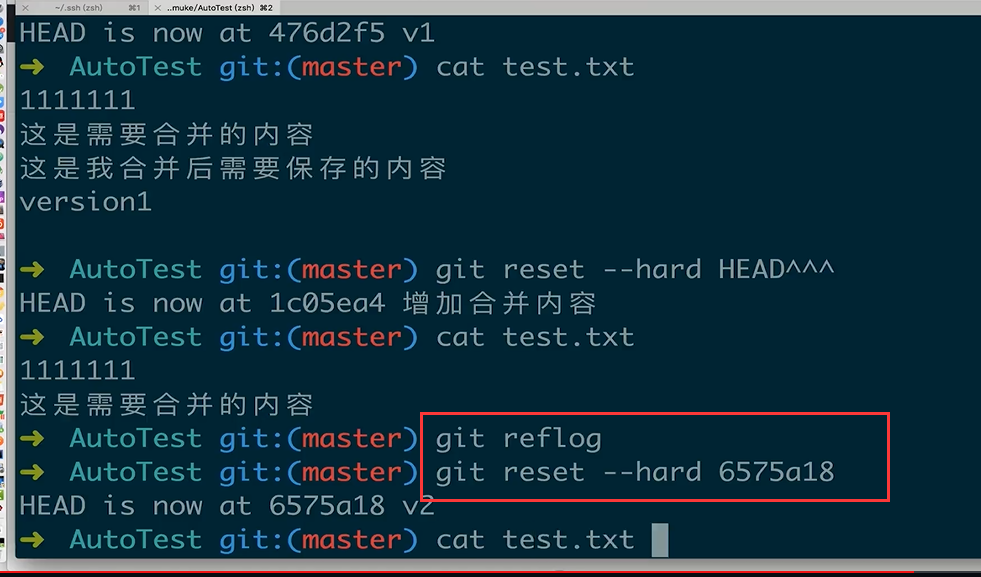 ~/.ssh (zsh) ⌘1 ..muke/AutoTest (zsh) ⌘2
HEAD is now at 476d2f5 v1
➜ AutoTest git:(master) cat test.txt
1111111
这是需要合并的内容
这是我合并后需要保存的内容
version1
➜ AutoTest git:(master) git reset --hard HEAD^^^
HEAD is now at 1c05ea4 增加合并内容
➜ AutoTest git:(master) cat test.txt
1111111
这是需要合并的内容
➜ AutoTest git:(master) git reflog
➜ AutoTest git:(master) git reset --hard 6575a18
HEAD is now at 6575a18 v2
➜ AutoTest git:(master) cat test.txt